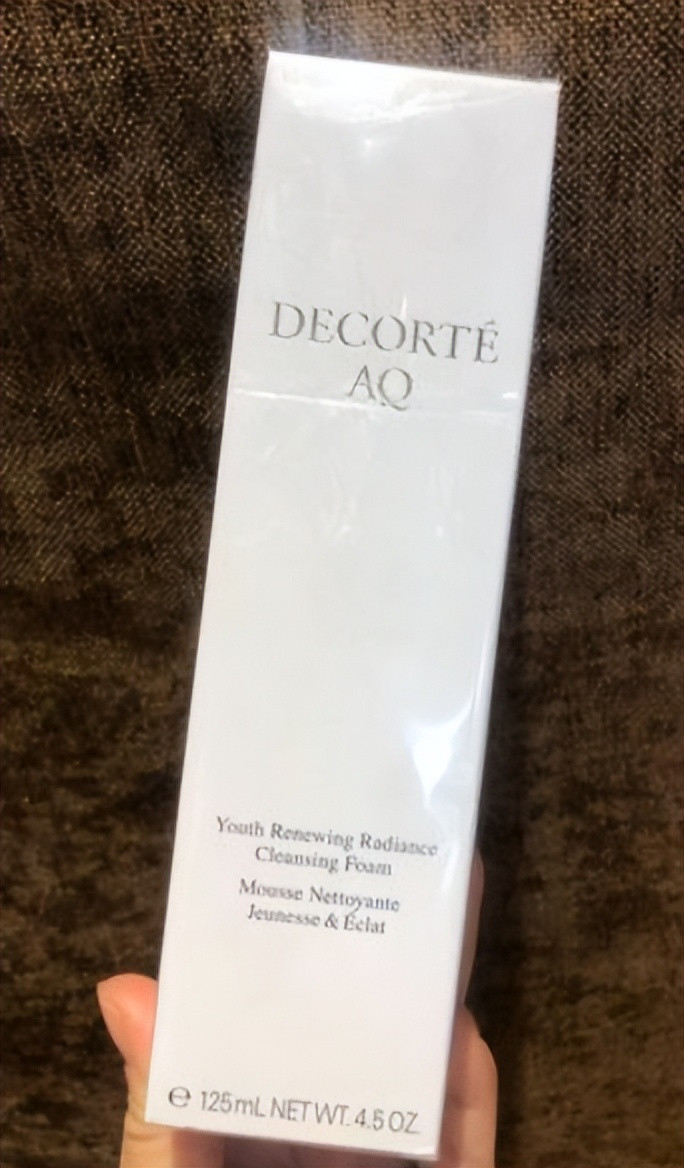 DECORTÉ
AQ
Youth Renewing Radiance
Cleansing Foam
Mousse Nettoyante
Jeunesse & Éclat
℮ 125mL NET WT. 4.5 OZ